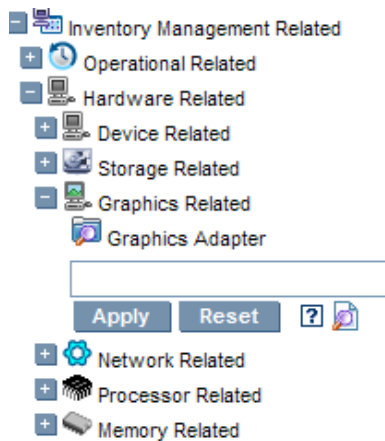 Inventory Management Related
Operational Related
Hardware Related
Device Related
Storage Related
Graphics Related
Graphics Adapter
Apply Reset ?
Network Related
Processor Related
Memory Related